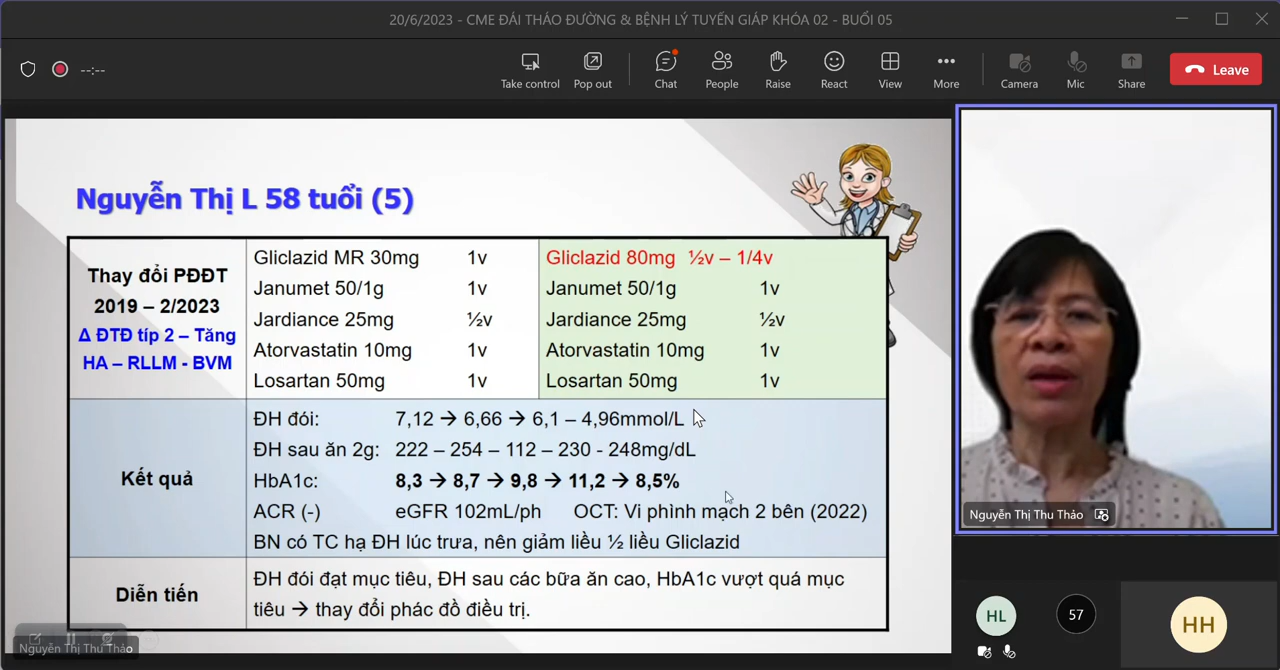 20/6/2023 - CME ĐÁI THÁO ĐƯỜNG & BỆNH LÝ TUYẾN GIÁP KHÓA 02 - BUỔI 05
--:--
Take control
Pop out
Chat
People
Raise
React
View
More
Camera
Mic
Share
Leave
Nguyễn Thị L 58 tuổi (5)
Thay đổi PĐĐT
2019 – 2/2023
Δ ĐTĐ típ 2 – Tăng
HA – RLLM - BVM
Gliclazid MR 30mg 1v
Janumet 50/1g 1v
Jardiance 25mg ½v
Atorvastatin 10mg 1v
Losartan 50mg 1v
Gliclazid 80mg ½v – 1/4v
Janumet 50/1g 1v
Jardiance 25mg ½v
Atorvastatin 10mg 1v
Losartan 50mg 1v
Kết quả
ĐH đói: 7,12 → 6,66 → 6,1 – 4,96mmol/L
ĐH sau ăn 2g: 222 – 254 – 112 – 230 - 248mg/dL
HbA1c: 8,3 → 8,7 → 9,8 → 11,2 → 8,5%
ACR (-) eGFR 102mL/ph OCT: Vi phình mạch 2 bên (2022)
BN có TC hạ ĐH lúc trưa, nên giảm liều ½ liều Gliclazid
Diễn tiến
ĐH đói đạt mục tiêu, ĐH sau các bữa ăn cao, HbA1c vượt quá mục
tiêu → thay đổi phác đồ điều trị.
Nguyễn Thị Thu Thảo
Nguyễn Thị Thu Thảo
HL
57
HH